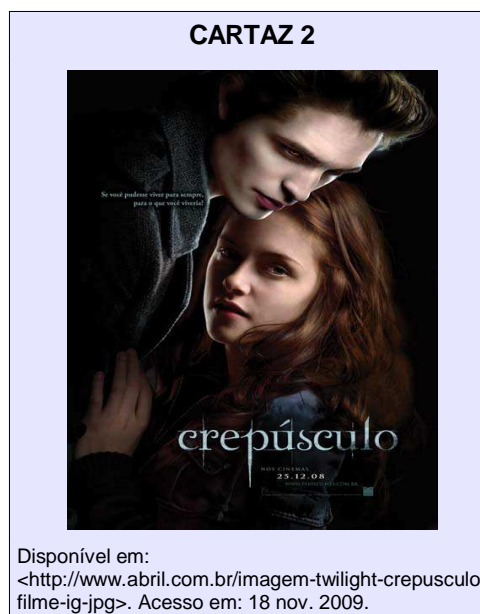 CARTAZ 2
Se você pudesse viver para sempre,
para o que você viveria?
crepúsculo
NOS CINEMAS
25.12.08
Disponível em:
<http://www.abril.com.br/imagem-twilight-crepusculo
filme-ig-jpg>. Acesso em: 18 nov. 2009.